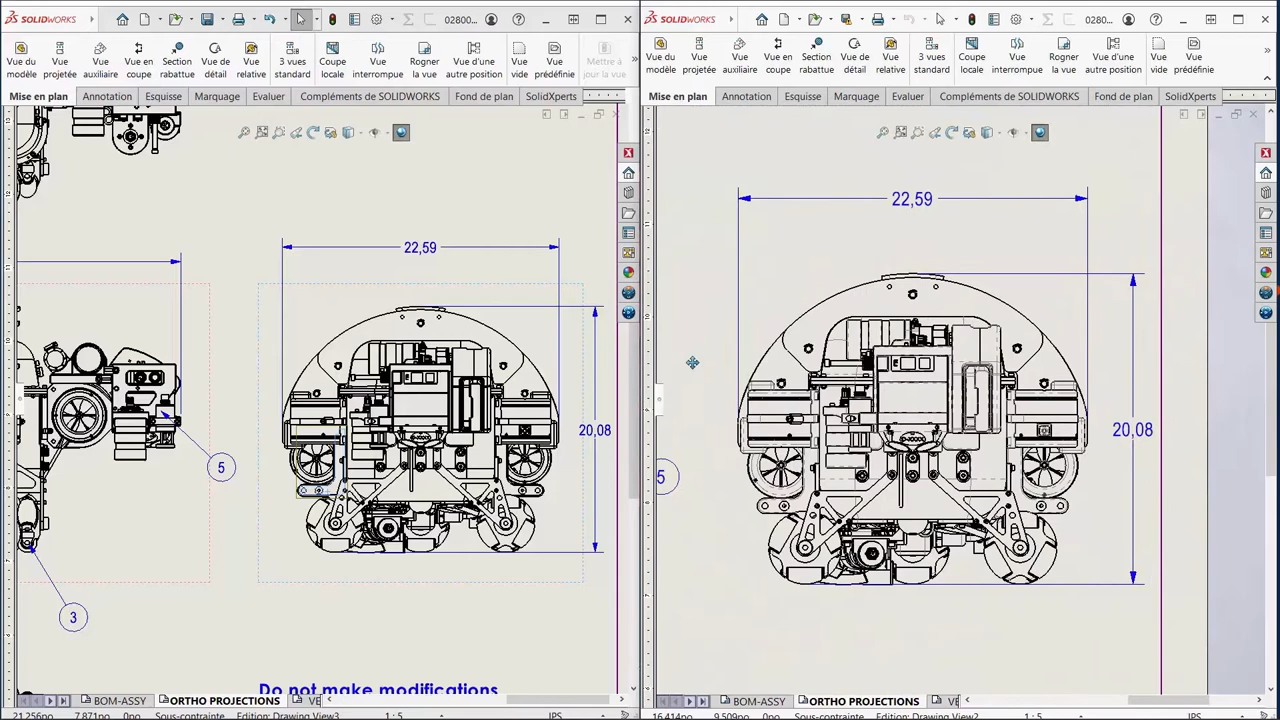 SOLIDWORKS
02800...
Vue du modèle
Vue projetée
Vue auxiliaire
Vue en coupe
Section rabattue
Vue de détail
Vue relative
3 vues standard
Coupe locale
Vue interrompue
Rogner la vue
Vue d'une autre position
Vue vide
Vue prédéfinie
Mettre à jour la vue
Mise en plan
Annotation
Esquisse
Marquage
Evaluer
Compléments de SOLIDWORKS
Fond de plan
SolidXperts
22,59
20,08
5
3
Do not make modifications
BOM-ASSY
ORTHO PROJECTIONS
VE
21.256po
7.871po
0po
Sous-contrainte
Edition: Drawing View3
1 : 5
IPS
SOLIDWORKS
0280...
Vue du modèle
Vue projetée
Vue auxiliaire
Vue en coupe
Section rabattue
Vue de détail
Vue relative
3 vues standard
Coupe locale
Vue interrompue
Rogner la vue
Vue d'une autre position
Vue vide
Vue prédéfinie
Mise en plan
Annotation
Esquisse
Marquage
Evaluer
Compléments de SOLIDWORKS
Fond de plan
SolidXperts
22,59
20,08
5
BOM-ASSY
ORTHO PROJECTIONS
VE
16.414po
9.509po
0po
Sous-contrainte
Edition: Drawing View2
1 : 5
IPS